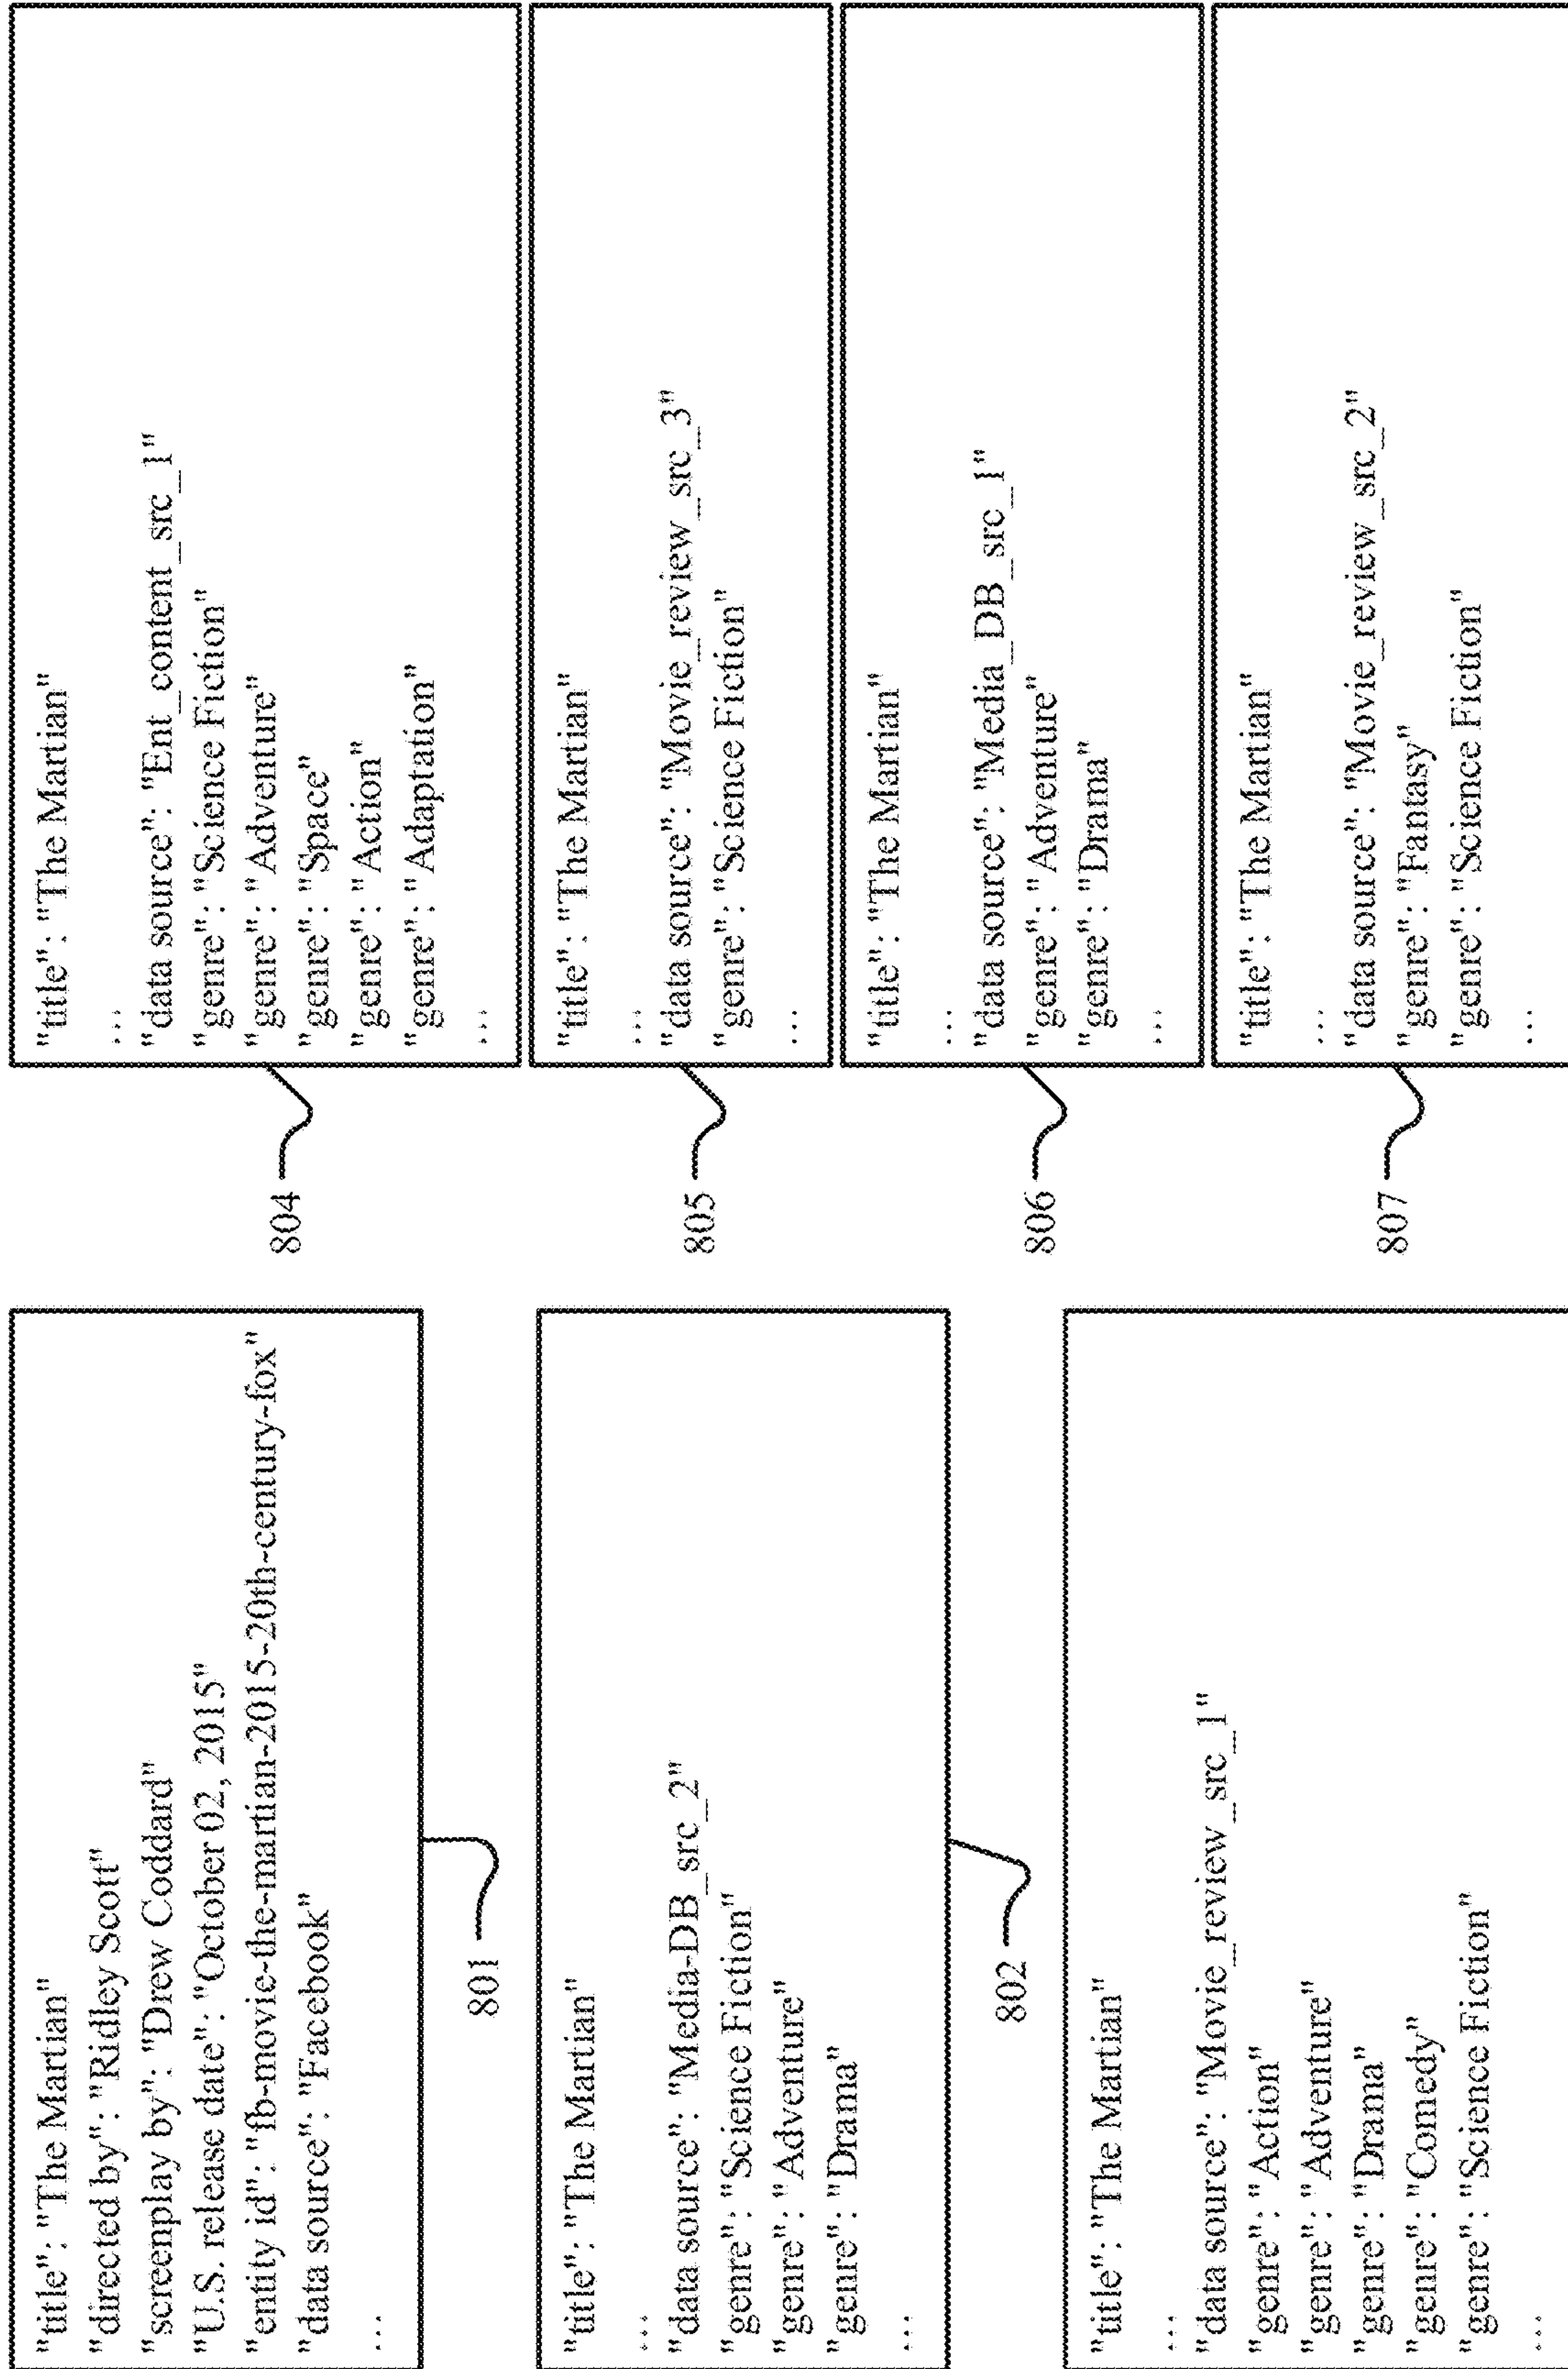 "title": "The Martian"
"directed by": "Ridley Scott"
"screenplay by": "Drew Coddard"
"U.S. release date": "October 02, 2015"
"entity id": "fb-movie-the-martian-2015-20th-century-fox"
"data source": "Facebook"
...
801
"title": "The Martian"
...
"data source": "Media-DB_src_2"
"genre": "Science Fiction"
"genre": "Adventure"
"genre": "Drama"
...
802
"title": "The Martian"
...
"data source": "Movie_review_src_1"
"genre": "Action"
"genre": "Adventure"
"genre": "Drama"
"genre": "Comedy"
"genre": "Science Fiction"
...
"title": "The Martian"
...
"data source": "Ent_content_src_1"
"genre": "Science Fiction"
"genre": "Adventure"
"genre": "Space"
"genre": "Action"
"genre": "Adaptation"
...
804
"title": "The Martian"
...
"data source": "Movie_review_src_3"
"genre": "Science Fiction"
...
805
"title": "The Martian"
...
"data source": "Media_DB_src_1"
"genre": "Adventure"
"genre": "Drama"
...
806
"title": "The Martian"
...
"data source": "Movie_review_src_2"
"genre": "Fantasy"
"genre": "Science Fiction"
...
807